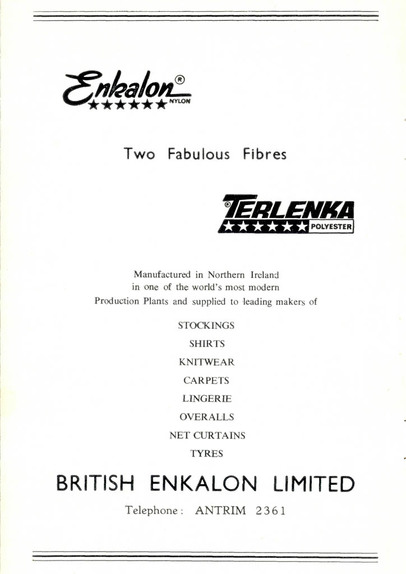 Enkalon®
NYLON
Two Fabulous Fibres
®TERLENKA
POLYESTER
Manufactured in Northern Ireland
in one of the world's most modern
Production Plants and supplied to leading makers of
STOCKINGS
SHIRTS
KNITWEAR
CARPETS
LINGERIE
OVERALLS
NET CURTAINS
TYRES
BRITISH ENKALON LIMITED
Telephone: ANTRIM 2361